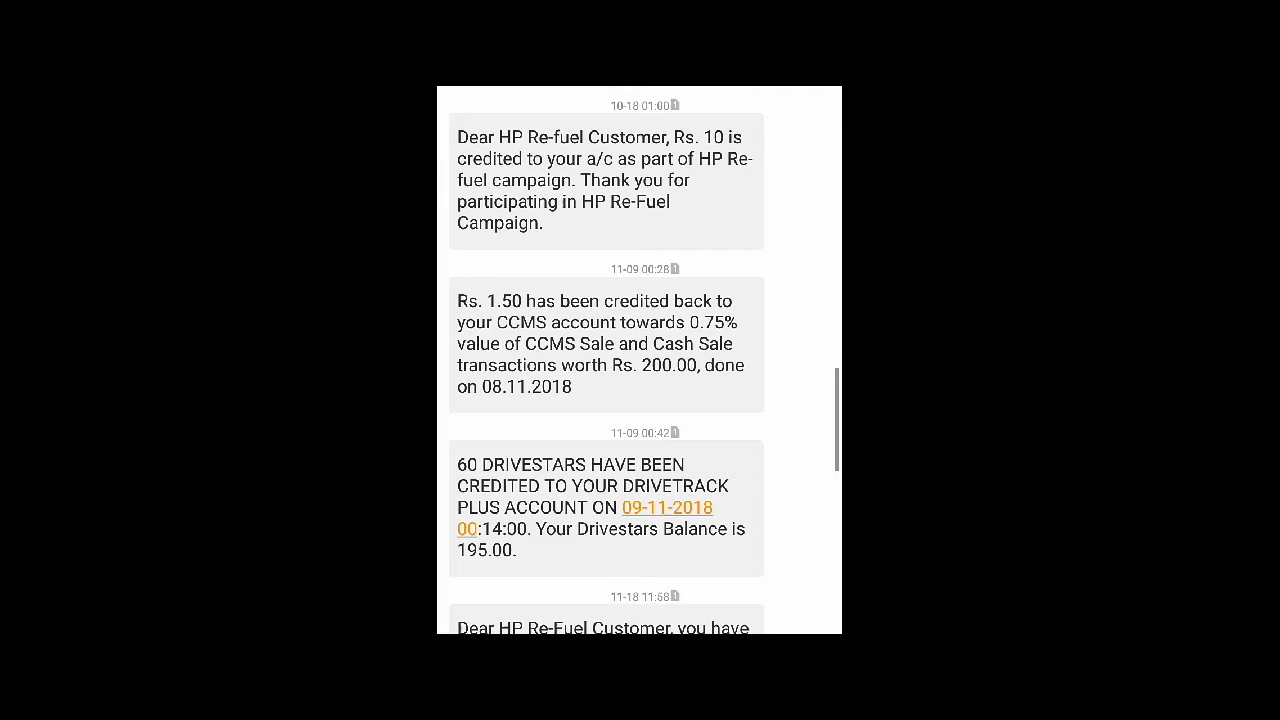 10-18 01:00 1
Dear HP Re-fuel Customer, Rs. 10 is
credited to your a/c as part of HP Re-
fuel campaign. Thank you for
participating in HP Re-Fuel
Campaign.
11-09 00:28 1
Rs. 1.50 has been credited back to
your CCMS account towards 0.75%
value of CCMS Sale and Cash Sale
transactions worth Rs. 200.00, done
on 08.11.2018
11-09 00:42 1
60 DRIVESTARS HAVE BEEN
CREDITED TO YOUR DRIVETRACK
PLUS ACCOUNT ON 09-11-2018
00:14:00. Your Drivestars Balance is
195.00.
11-18 11:58 1
Dear HP Re-Fuel Customer, you have